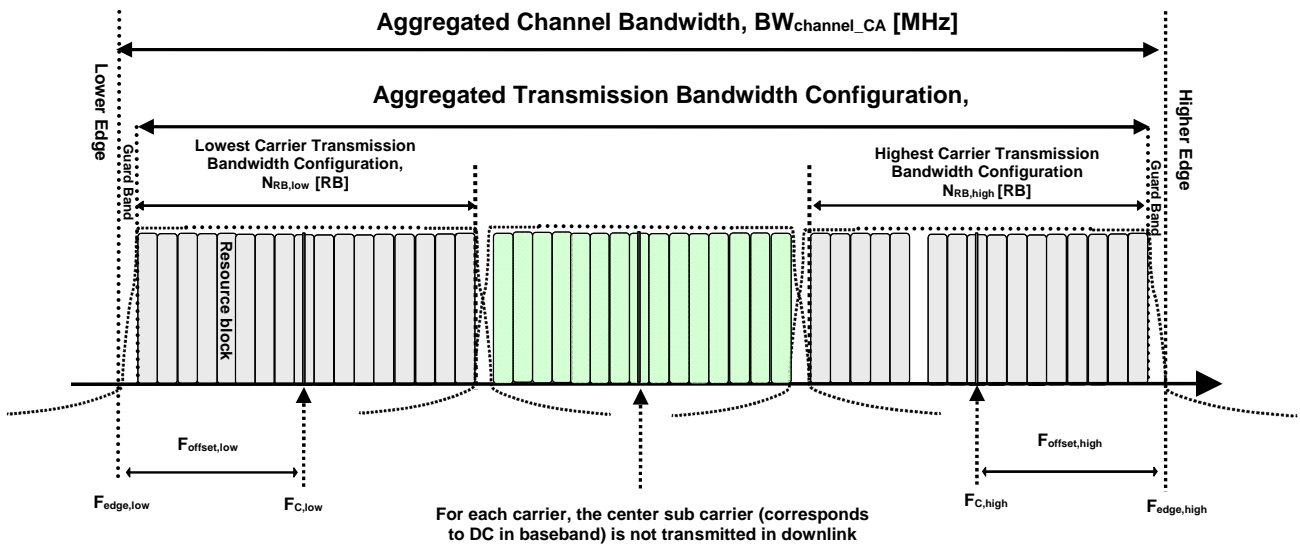 Aggregated Channel Bandwidth, BWchannel_CA [MHz]
Lower Edge
Higher Edge
Aggregated Transmission Bandwidth Configuration,
Guard Band
Lowest Carrier Transmission
Bandwidth Configuration,
NRB,low [RB]
Highest Carrier Transmission
Bandwidth Configuration
NRB,high [RB]
Guard Band
Resource block
Foffset,low
Foffset,high
Fedge,low
FC,low
FC,high
Fedge,high
For each carrier, the center sub carrier (corresponds
to DC in baseband) is not transmitted in downlink